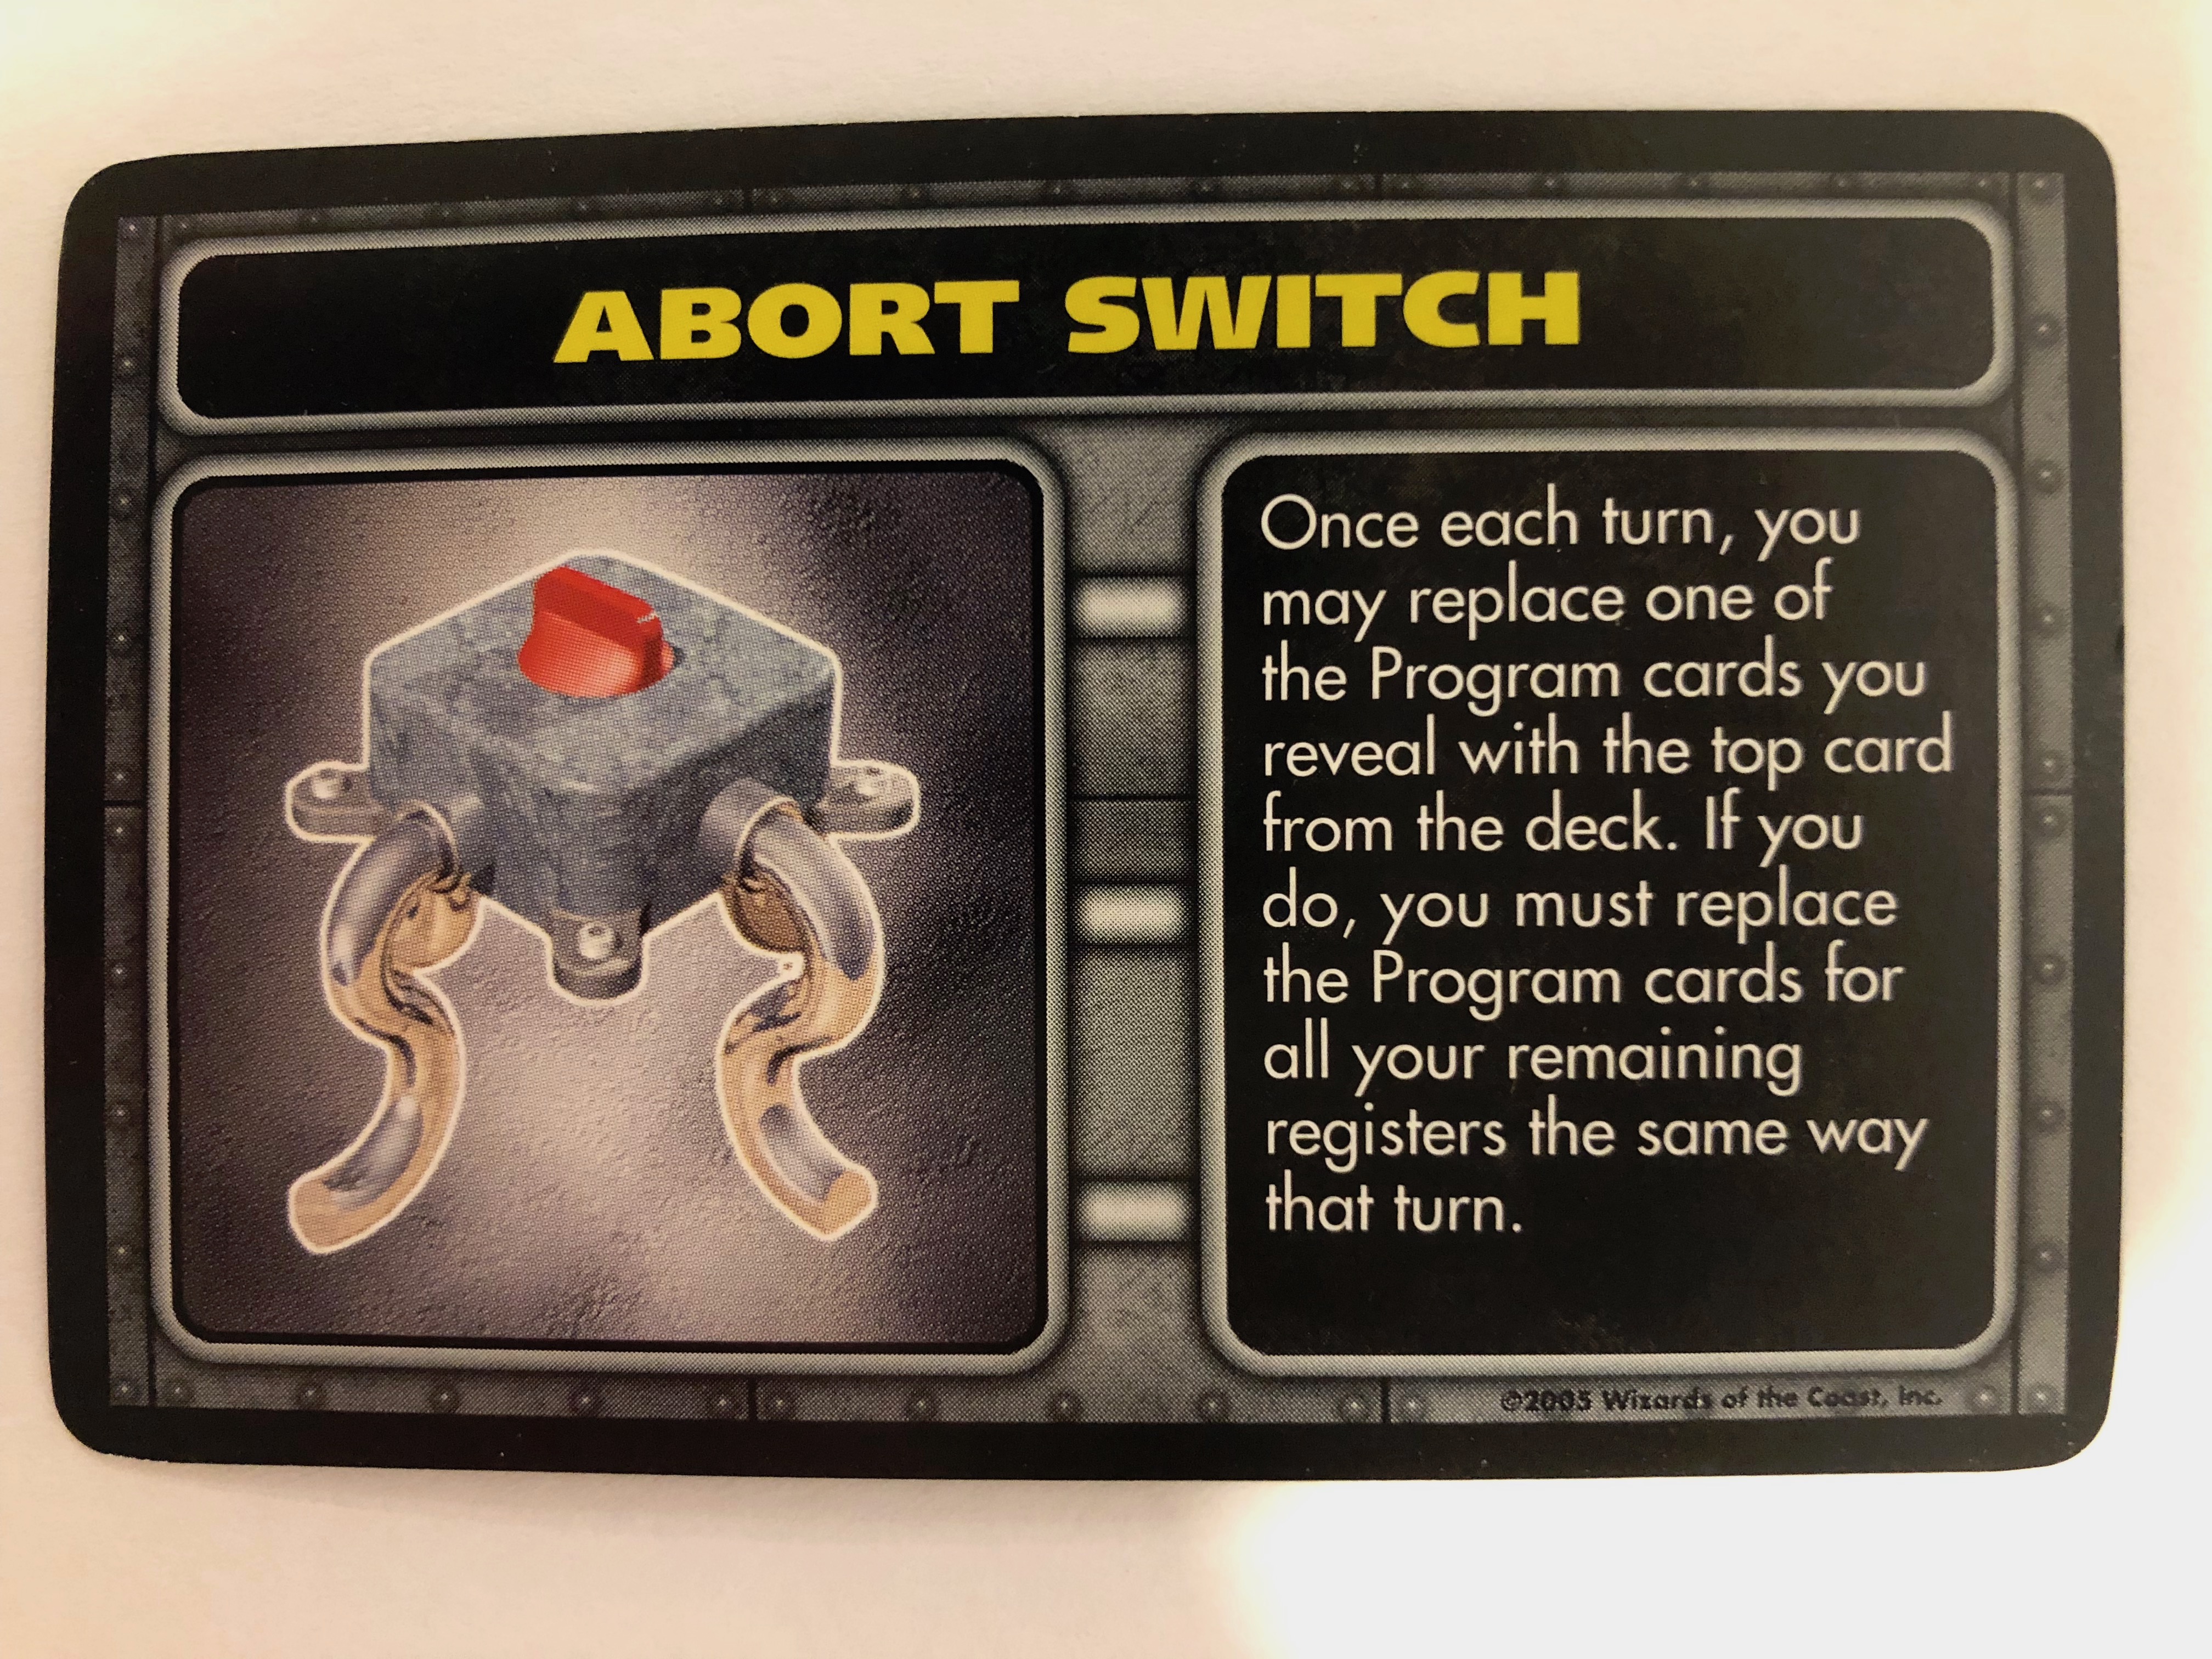 ABORT SWITCH
Once each turn, you
may replace one of
the Program cards you
reveal with the top card
from the deck. If you
do, you must replace
the Program cards for
all your remaining
registers the same way
that turn.
©2005 Wizards of the Coast, Inc.